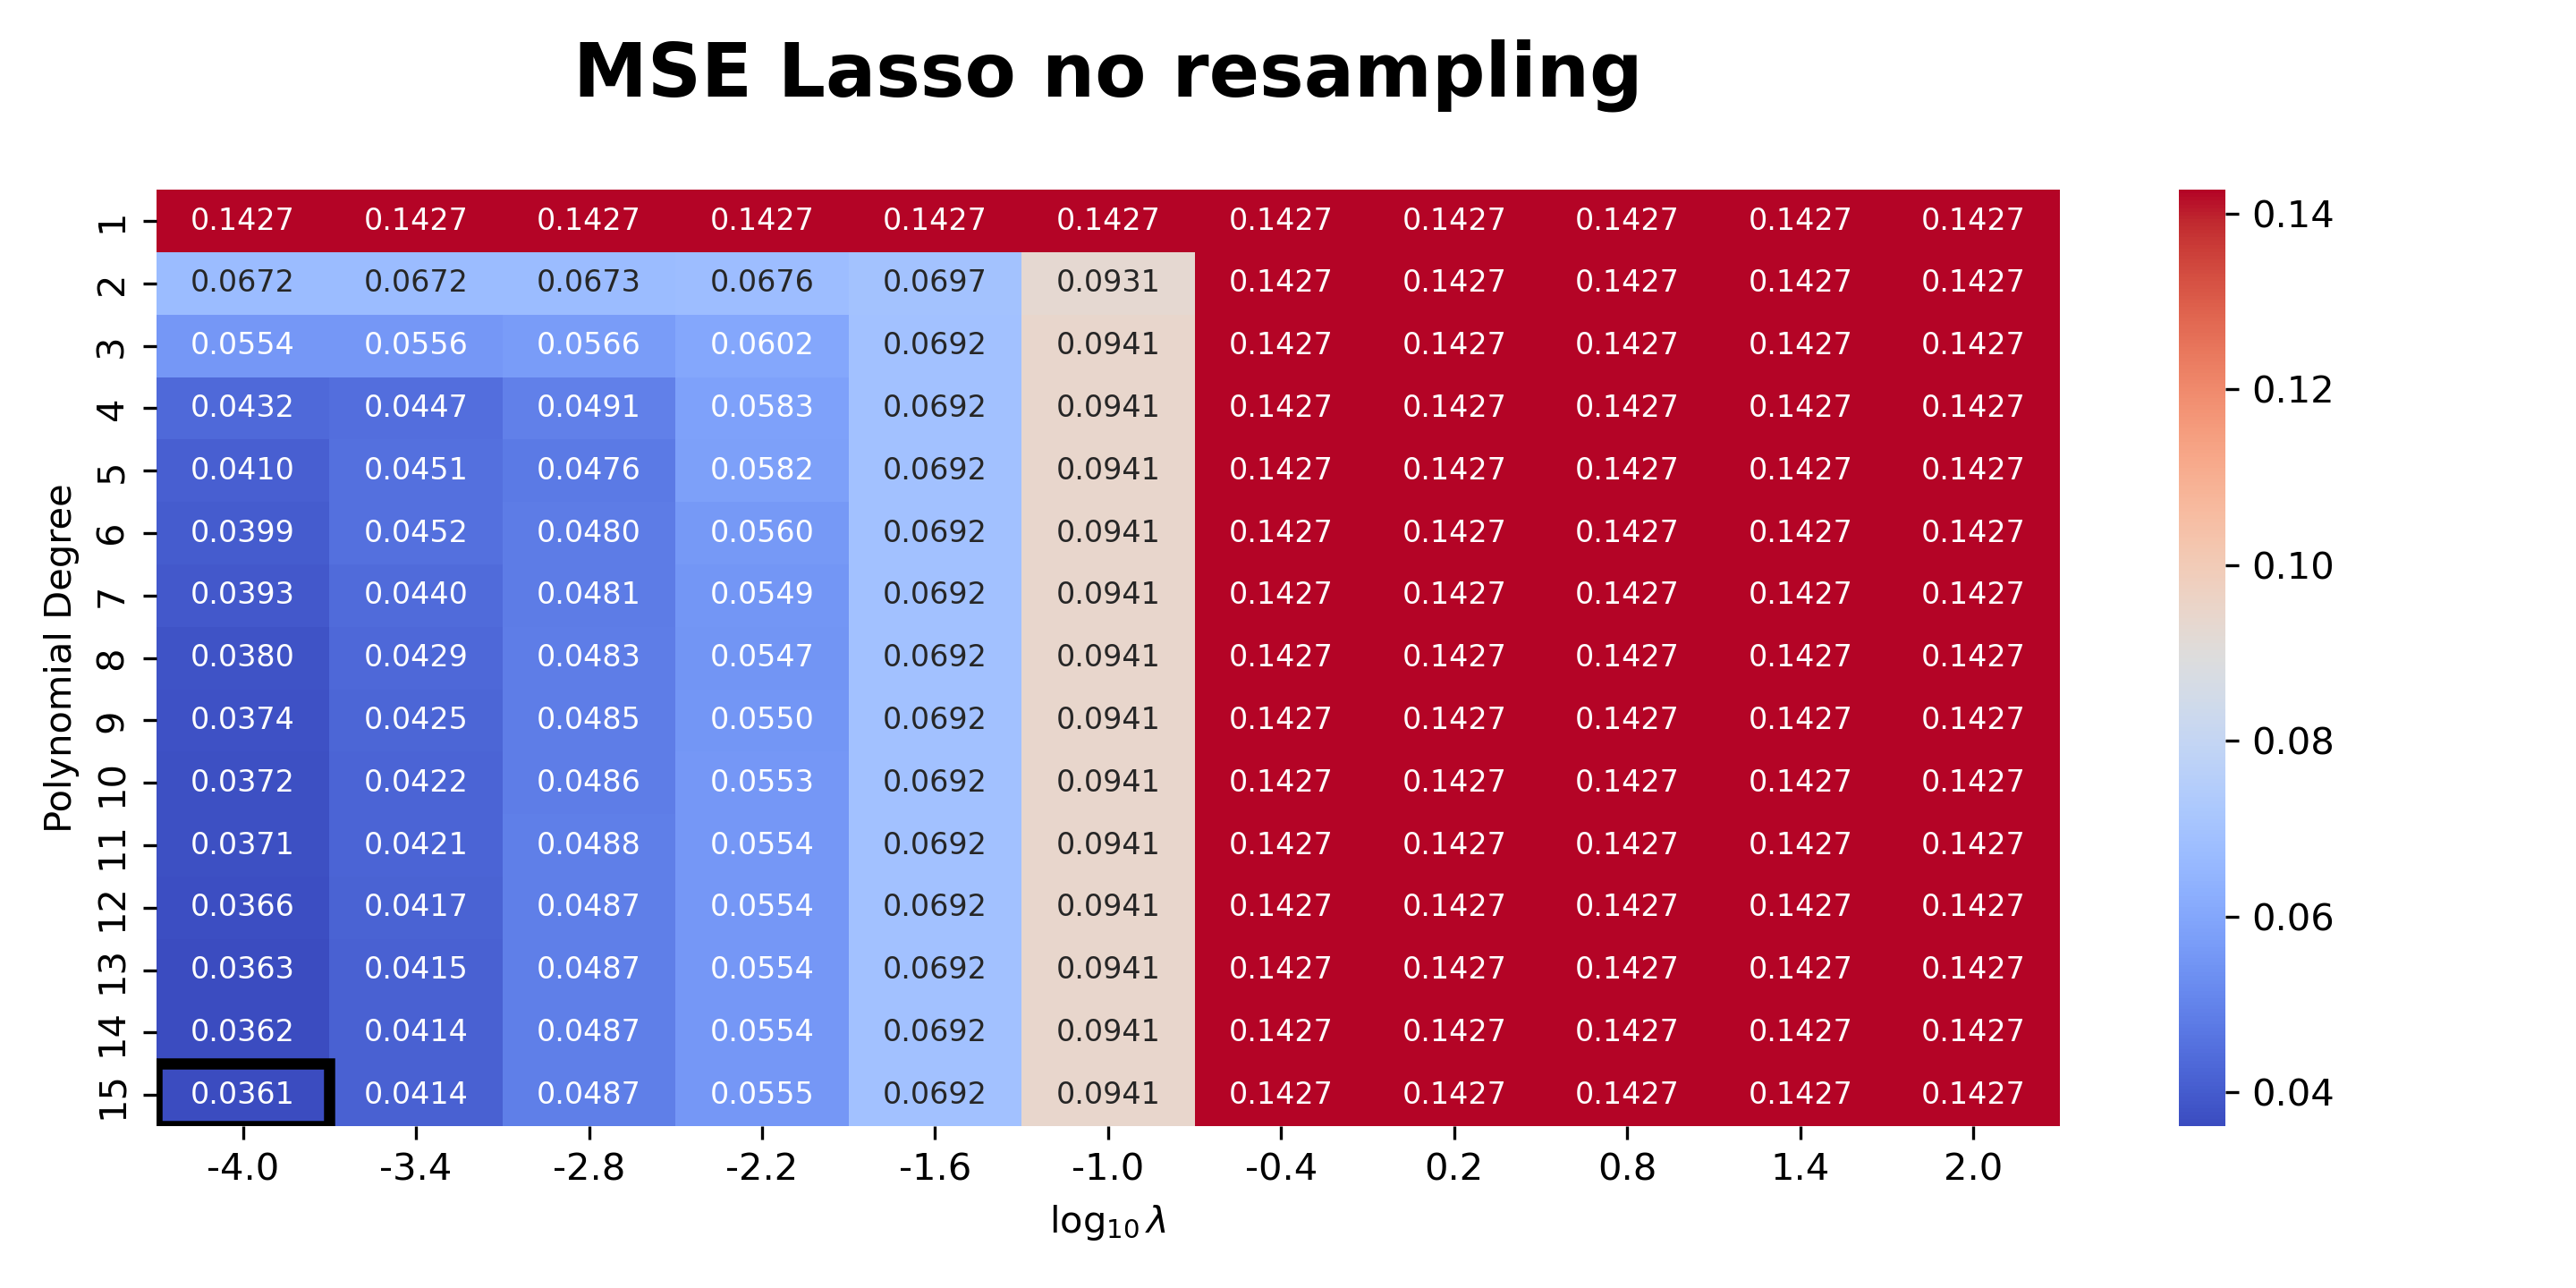 MSE Lasso no resampling
1 0.1427 0.1427 0.1427 0.1427 0.1427 0.1427 0.1427 0.1427 0.1427 0.1427 0.1427
2 0.0672 0.0672 0.0673 0.0676 0.0697 0.0931 0.1427 0.1427 0.1427 0.1427 0.1427
3 0.0554 0.0556 0.0566 0.0602 0.0692 0.0941 0.1427 0.1427 0.1427 0.1427 0.1427
4 0.0432 0.0447 0.0491 0.0583 0.0692 0.0941 0.1427 0.1427 0.1427 0.1427 0.1427
5 0.0410 0.0451 0.0476 0.0582 0.0692 0.0941 0.1427 0.1427 0.1427 0.1427 0.1427
6 0.0399 0.0452 0.0480 0.0560 0.0692 0.0941 0.1427 0.1427 0.1427 0.1427 0.1427
7 0.0393 0.0440 0.0481 0.0549 0.0692 0.0941 0.1427 0.1427 0.1427 0.1427 0.1427
8 0.0380 0.0429 0.0483 0.0547 0.0692 0.0941 0.1427 0.1427 0.1427 0.1427 0.1427
9 0.0374 0.0425 0.0485 0.0550 0.0692 0.0941 0.1427 0.1427 0.1427 0.1427 0.1427
10 0.0372 0.0422 0.0486 0.0553 0.0692 0.0941 0.1427 0.1427 0.1427 0.1427 0.1427
11 0.0371 0.0421 0.0488 0.0554 0.0692 0.0941 0.1427 0.1427 0.1427 0.1427 0.1427
12 0.0366 0.0417 0.0487 0.0554 0.0692 0.0941 0.1427 0.1427 0.1427 0.1427 0.1427
13 0.0363 0.0415 0.0487 0.0554 0.0692 0.0941 0.1427 0.1427 0.1427 0.1427 0.1427
14 0.0362 0.0414 0.0487 0.0554 0.0692 0.0941 0.1427 0.1427 0.1427 0.1427 0.1427
15 0.0361 0.0414 0.0487 0.0555 0.0692 0.0941 0.1427 0.1427 0.1427 0.1427 0.1427
-4.0 -3.4 -2.8 -2.2 -1.6 -1.0 -0.4 0.2 0.8 1.4 2.0
log₁₀ λ
Polynomial Degree
0.14
0.12
0.10
0.08
0.06
0.04